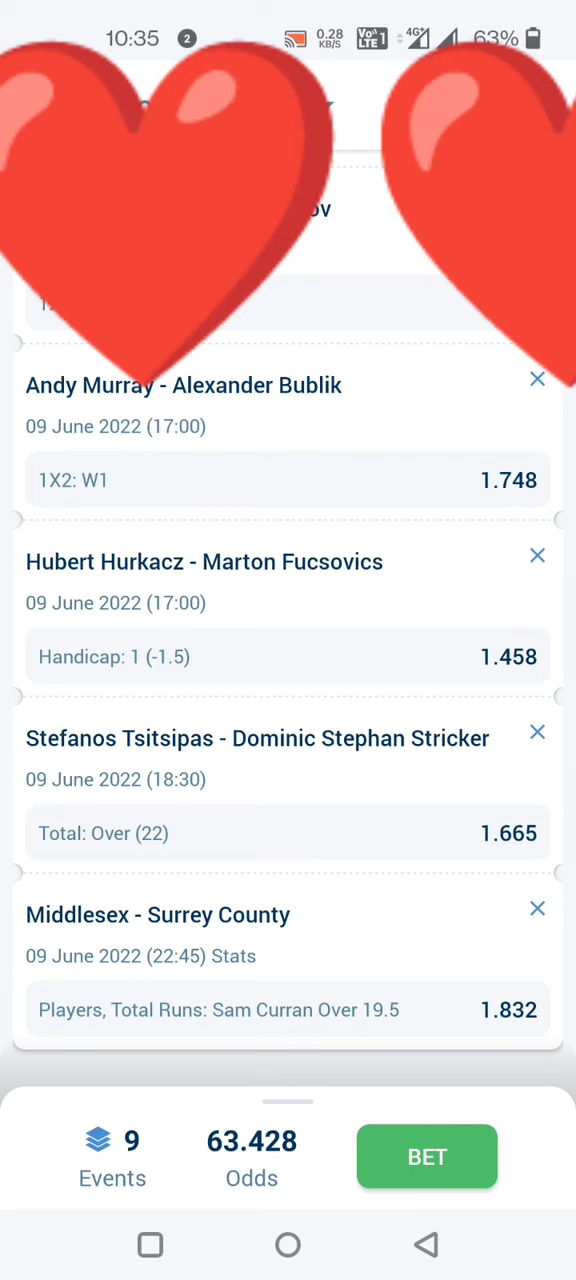 10:35 2 0.28 KB/S Vo LTE 1 4G+ 63%
Andy Murray - Alexander Bublik
09 June 2022 (17:00)
1X2: W1 1.748
Hubert Hurkacz - Marton Fucsovics
09 June 2022 (17:00)
Handicap: 1 (-1.5) 1.458
Stefanos Tsitsipas - Dominic Stephan Stricker
09 June 2022 (18:30)
Total: Over (22) 1.665
Middlesex - Surrey County
09 June 2022 (22:45) Stats
Players, Total Runs: Sam Curran Over 19.5 1.832
9 63.428 BET
Events Odds